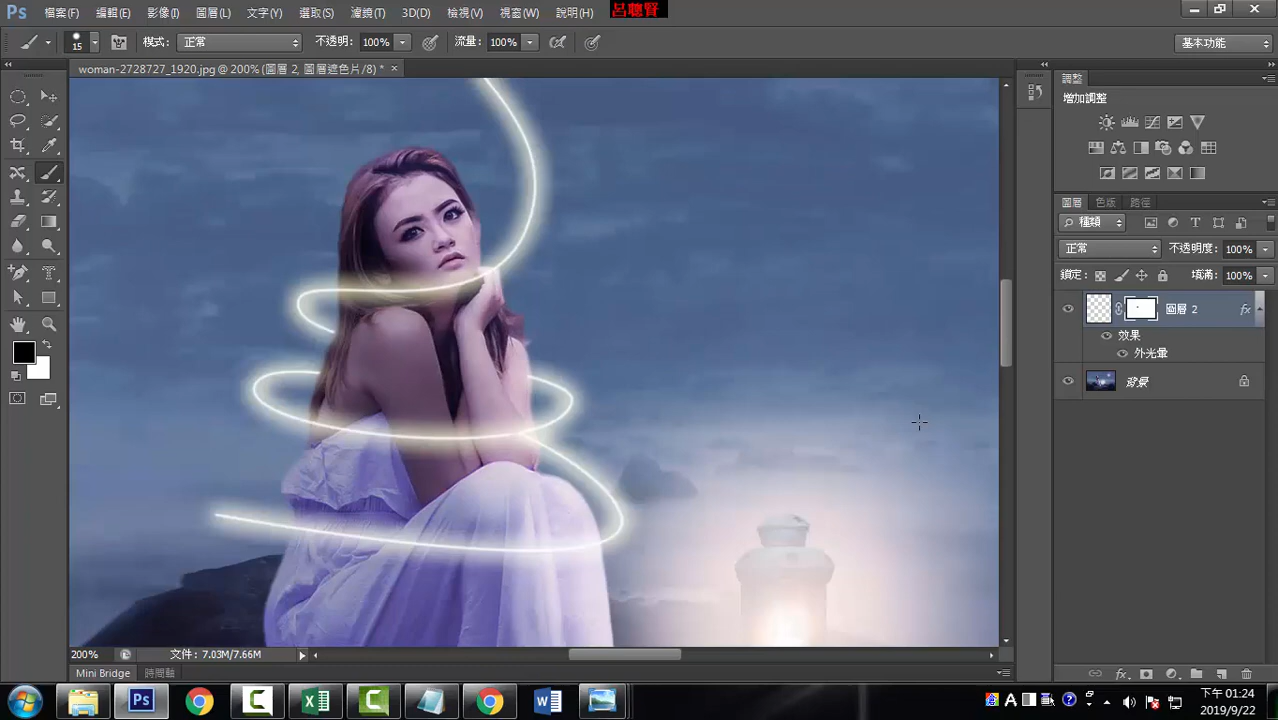 Ps 檔案(F) 編輯(E) 影像(I) 圖層(L) 文字(Y) 選取(S) 濾鏡(T) 3D(D) 檢視(V) 視窗(W) 說明(H) 呂聰賢
15 模式: 正常 不透明: 100% 流量: 100% 基本功能
woman-2728727_1920.jpg @ 200% (圖層 2, 圖層遮色片/8) *
調整
增加調整
圖層 色版 路徑
種類
正常 不透明度: 100%
鎖定: 填滿: 100%
圖層 2 fx
效果
外光暈
背景
200% 文件: 7.03M/7.66M
Mini Bridge 時間軸
下午 01:24
2019/9/22